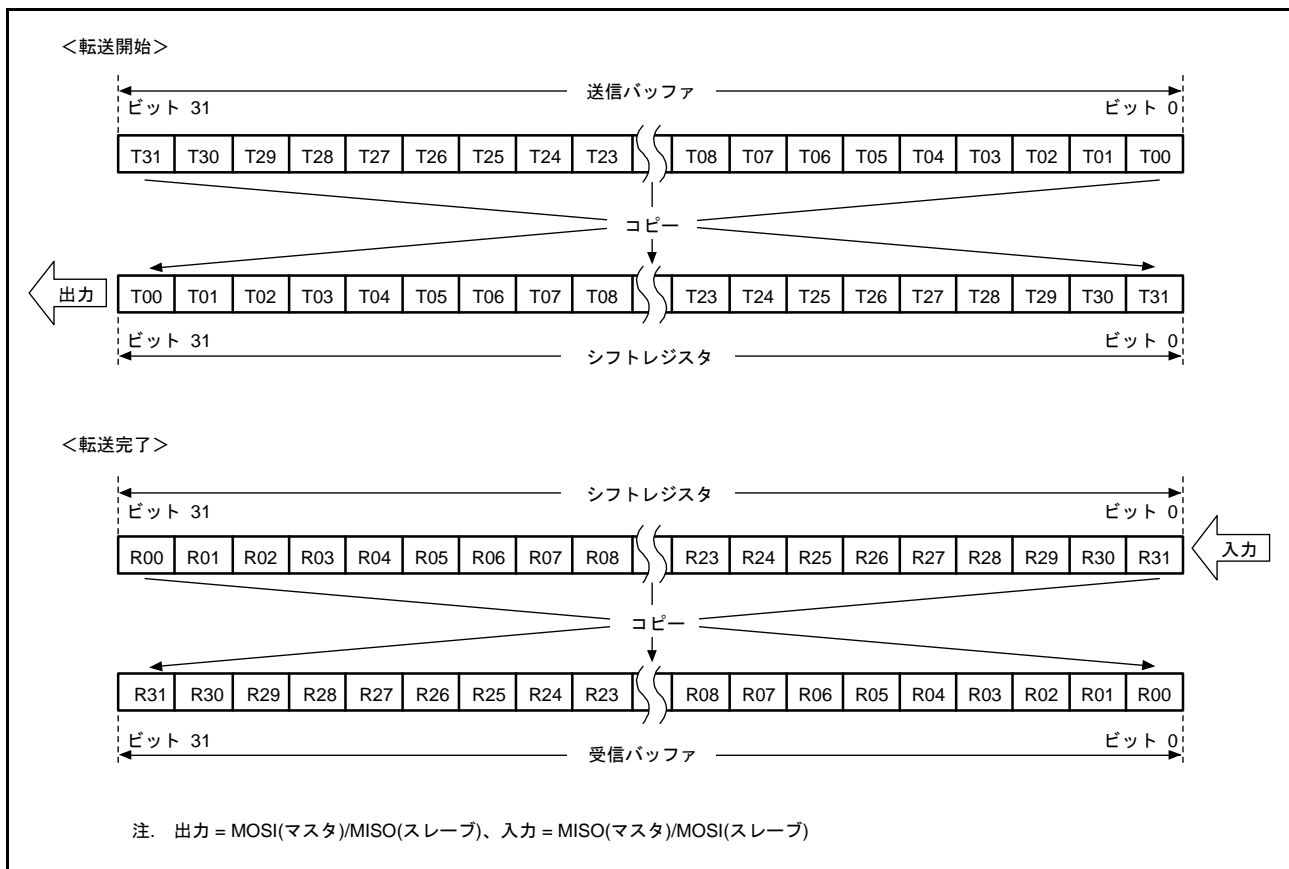 <転送開始>
送信バッファ
ビット 31 ビット 0
T31 T30 T29 T28 T27 T26 T25 T24 T23 T08 T07 T06 T05 T04 T03 T02 T01 T00
コピー
出力 T00 T01 T02 T03 T04 T05 T06 T07 T08 T23 T24 T25 T26 T27 T28 T29 T30 T31
ビット 31 ビット 0
シフトレジスタ
<転送完了>
シフトレジスタ
ビット 31 ビット 0
R00 R01 R02 R03 R04 R05 R06 R07 R08 R23 R24 R25 R26 R27 R28 R29 R30 R31 入力
コピー
R31 R30 R29 R28 R27 R26 R25 R24 R23 R08 R07 R06 R05 R04 R03 R02 R01 R00
ビット 31 ビット 0
受信バッファ
注. 出力 = MOSI(マスタ)/MISO(スレーブ)、入力 = MISO(マスタ)/MOSI(スレーブ)